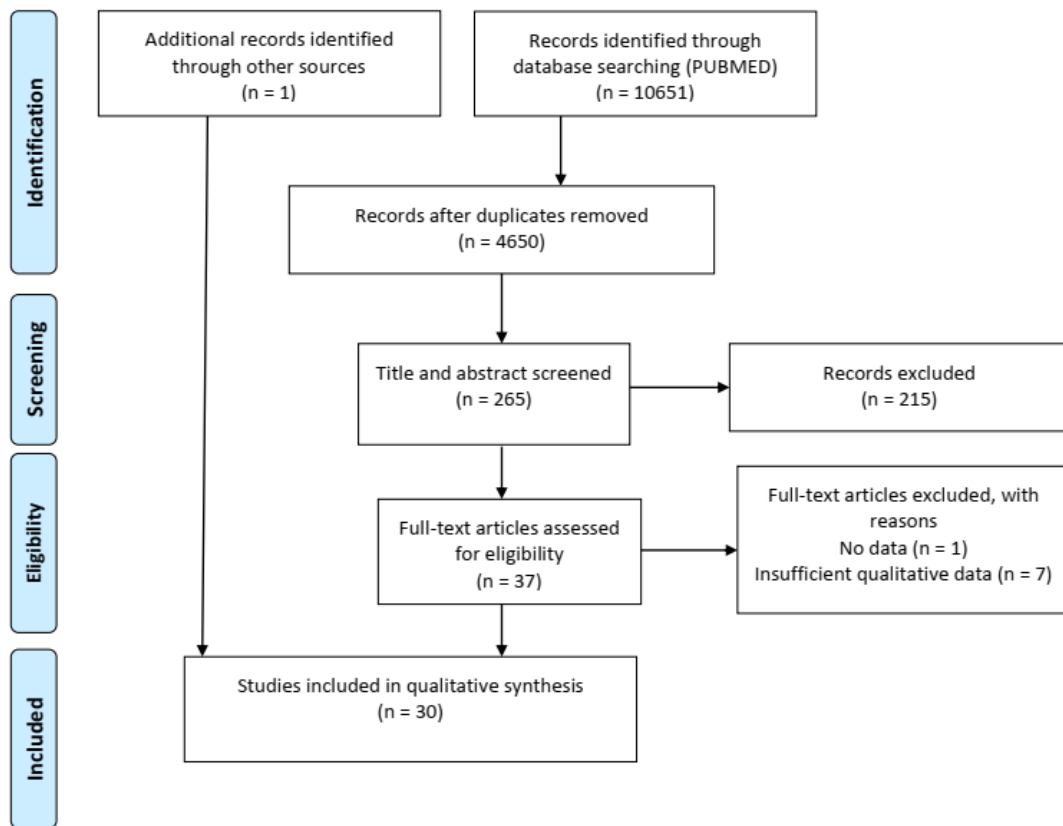 Identification
Additional records identified
through other sources
(n = 1)
Records identified through
database searching (PUBMED)
(n = 10651)
Records after duplicates removed
(n = 4650)
Screening
Title and abstract screened
(n = 265)
Records excluded
(n = 215)
Eligibility
Full-text articles assessed
for eligibility
(n = 37)
Full-text articles excluded, with
reasons
No data (n = 1)
Insufficient qualitative data (n = 7)
Included
Studies included in qualitative synthesis
(n = 30)